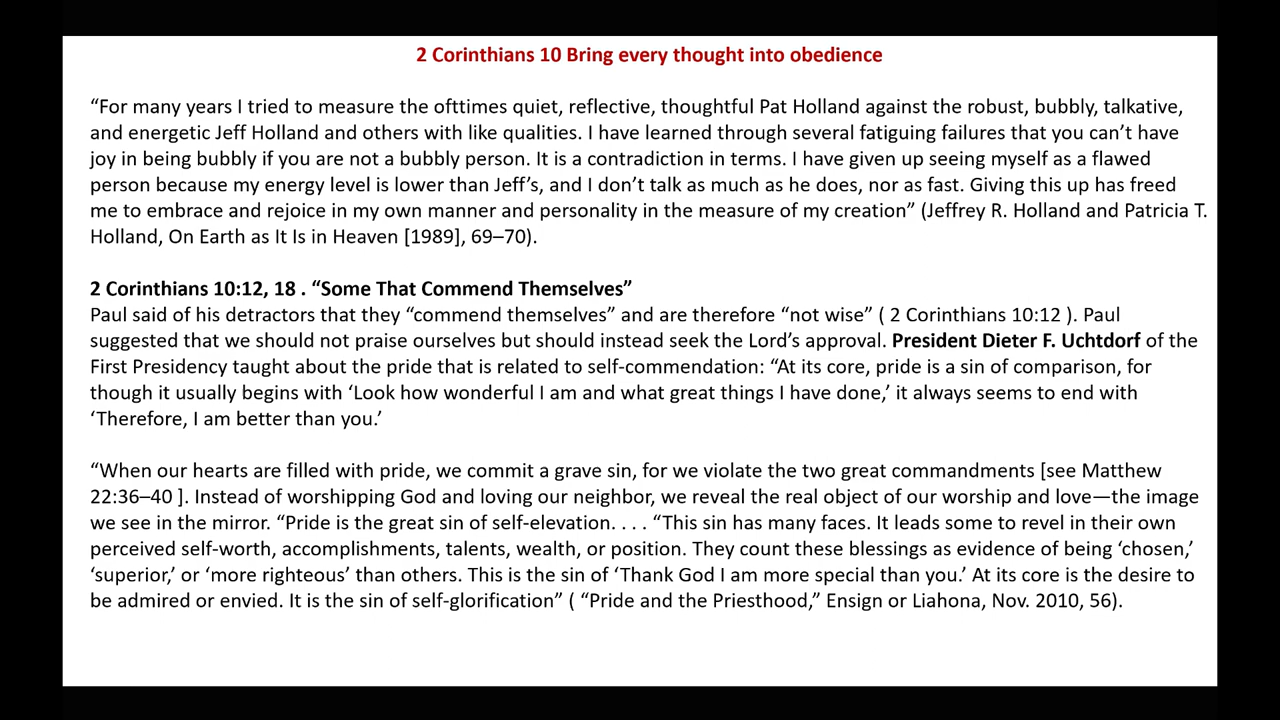 2 Corinthians 10 Bring every thought into obedience
“For many years I tried to measure the ofttimes quiet, reflective, thoughtful Pat Holland against the robust, bubbly, talkative,
and energetic Jeff Holland and others with like qualities. I have learned through several fatiguing failures that you can’t have
joy in being bubbly if you are not a bubbly person. It is a contradiction in terms. I have given up seeing myself as a flawed
person because my energy level is lower than Jeff’s, and I don’t talk as much as he does, nor as fast. Giving this up has freed
me to embrace and rejoice in my own manner and personality in the measure of my creation” (Jeffrey R. Holland and Patricia T.
Holland, On Earth as It Is in Heaven [1989], 69–70).
2 Corinthians 10:12, 18 . “Some That Commend Themselves”
Paul said of his detractors that they “commend themselves” and are therefore “not wise” ( 2 Corinthians 10:12 ). Paul
suggested that we should not praise ourselves but should instead seek the Lord’s approval. President Dieter F. Uchtdorf of the
First Presidency taught about the pride that is related to self-commendation: “At its core, pride is a sin of comparison, for
though it usually begins with ‘Look how wonderful I am and what great things I have done,’ it always seems to end with
‘Therefore, I am better than you.’
“When our hearts are filled with pride, we commit a grave sin, for we violate the two great commandments [see Matthew
22:36–40 ]. Instead of worshipping God and loving our neighbor, we reveal the real object of our worship and love—the image
we see in the mirror. “Pride is the great sin of self-elevation. . . . “This sin has many faces. It leads some to revel in their own
perceived self-worth, accomplishments, talents, wealth, or position. They count these blessings as evidence of being ‘chosen,’
‘superior,’ or ‘more righteous’ than others. This is the sin of ‘Thank God I am more special than you.’ At its core is the desire to
be admired or envied. It is the sin of self-glorification” ( “Pride and the Priesthood,” Ensign or Liahona, Nov. 2010, 56).